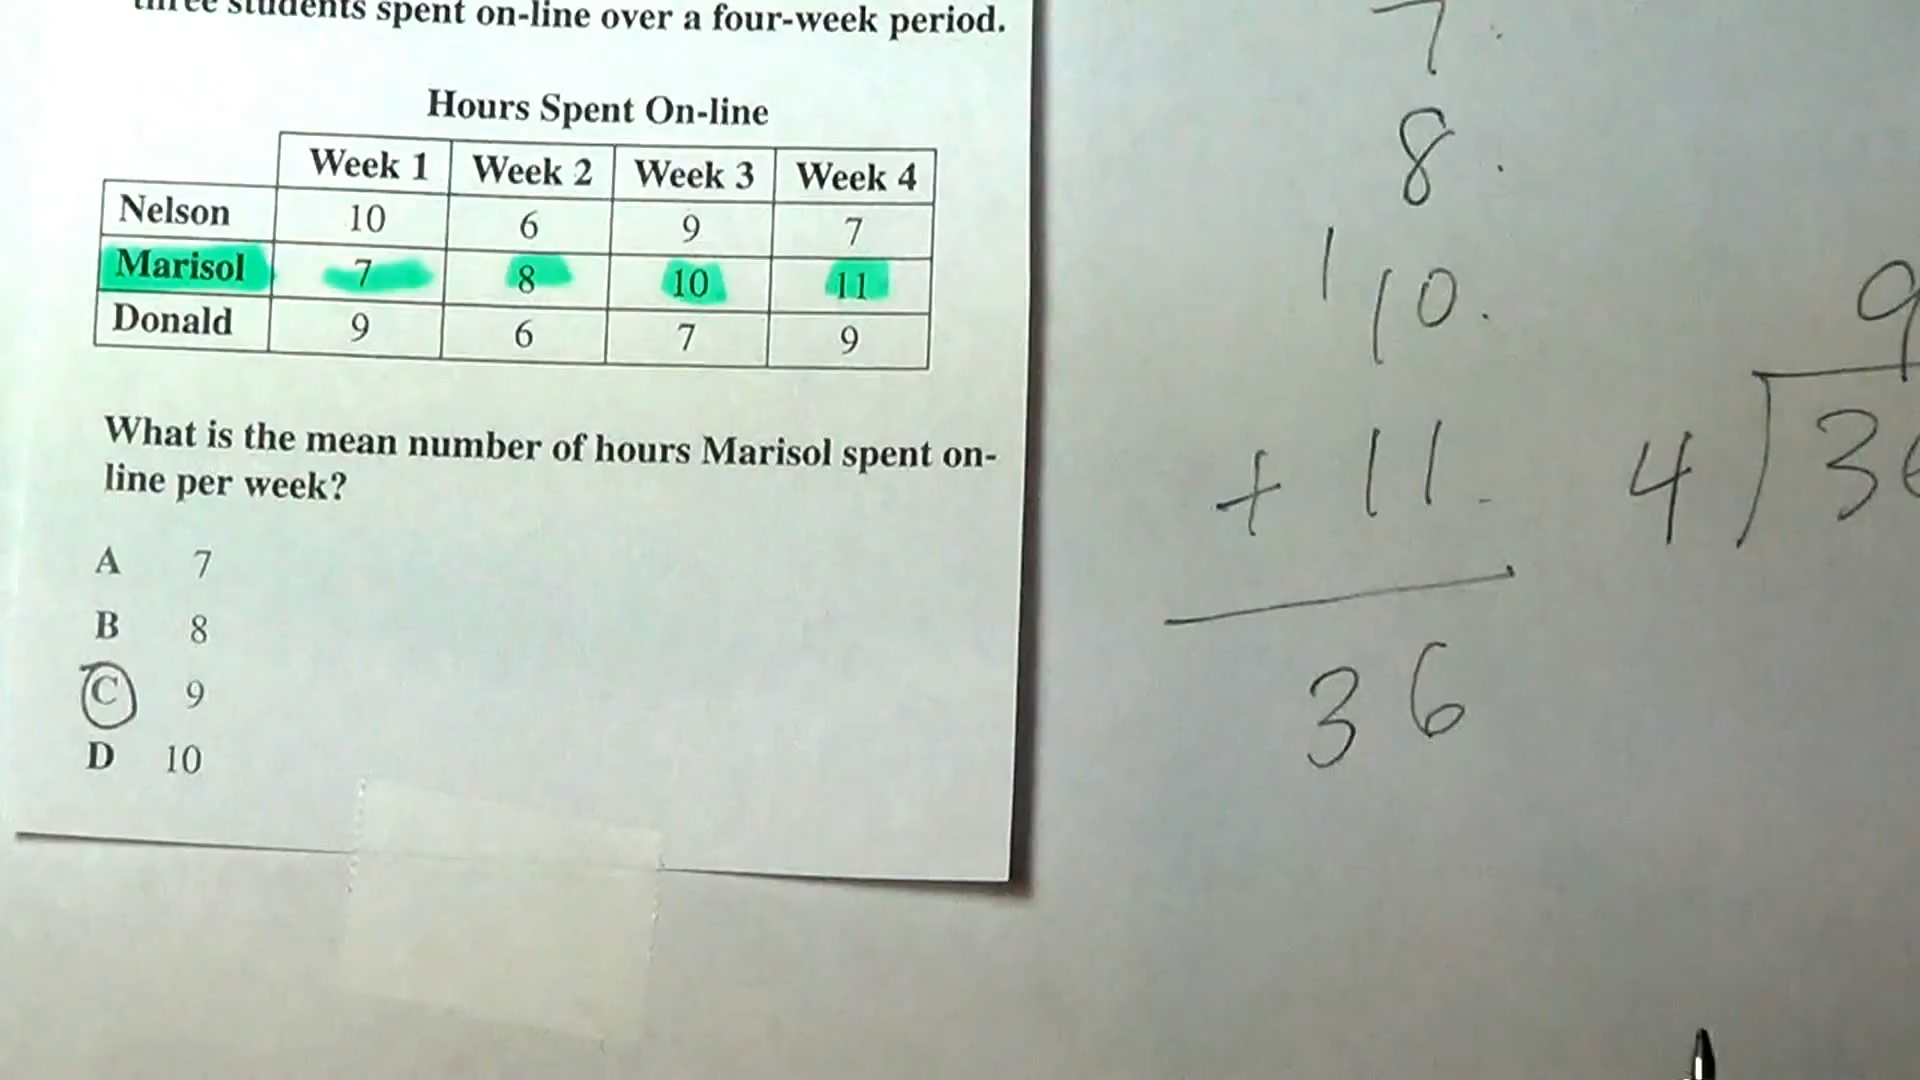 three students spent on-line over a four-week period.
Hours Spent On-line
Week 1 Week 2 Week 3 Week 4
Nelson 10 6 9 7
Marisol 7 8 10 11
Donald 9 6 7 9
What is the mean number of hours Marisol spent on-
line per week?
A 7
B 8
C 9
D 10
7.
8.
1
10.
+ 11.
36
9
4 36